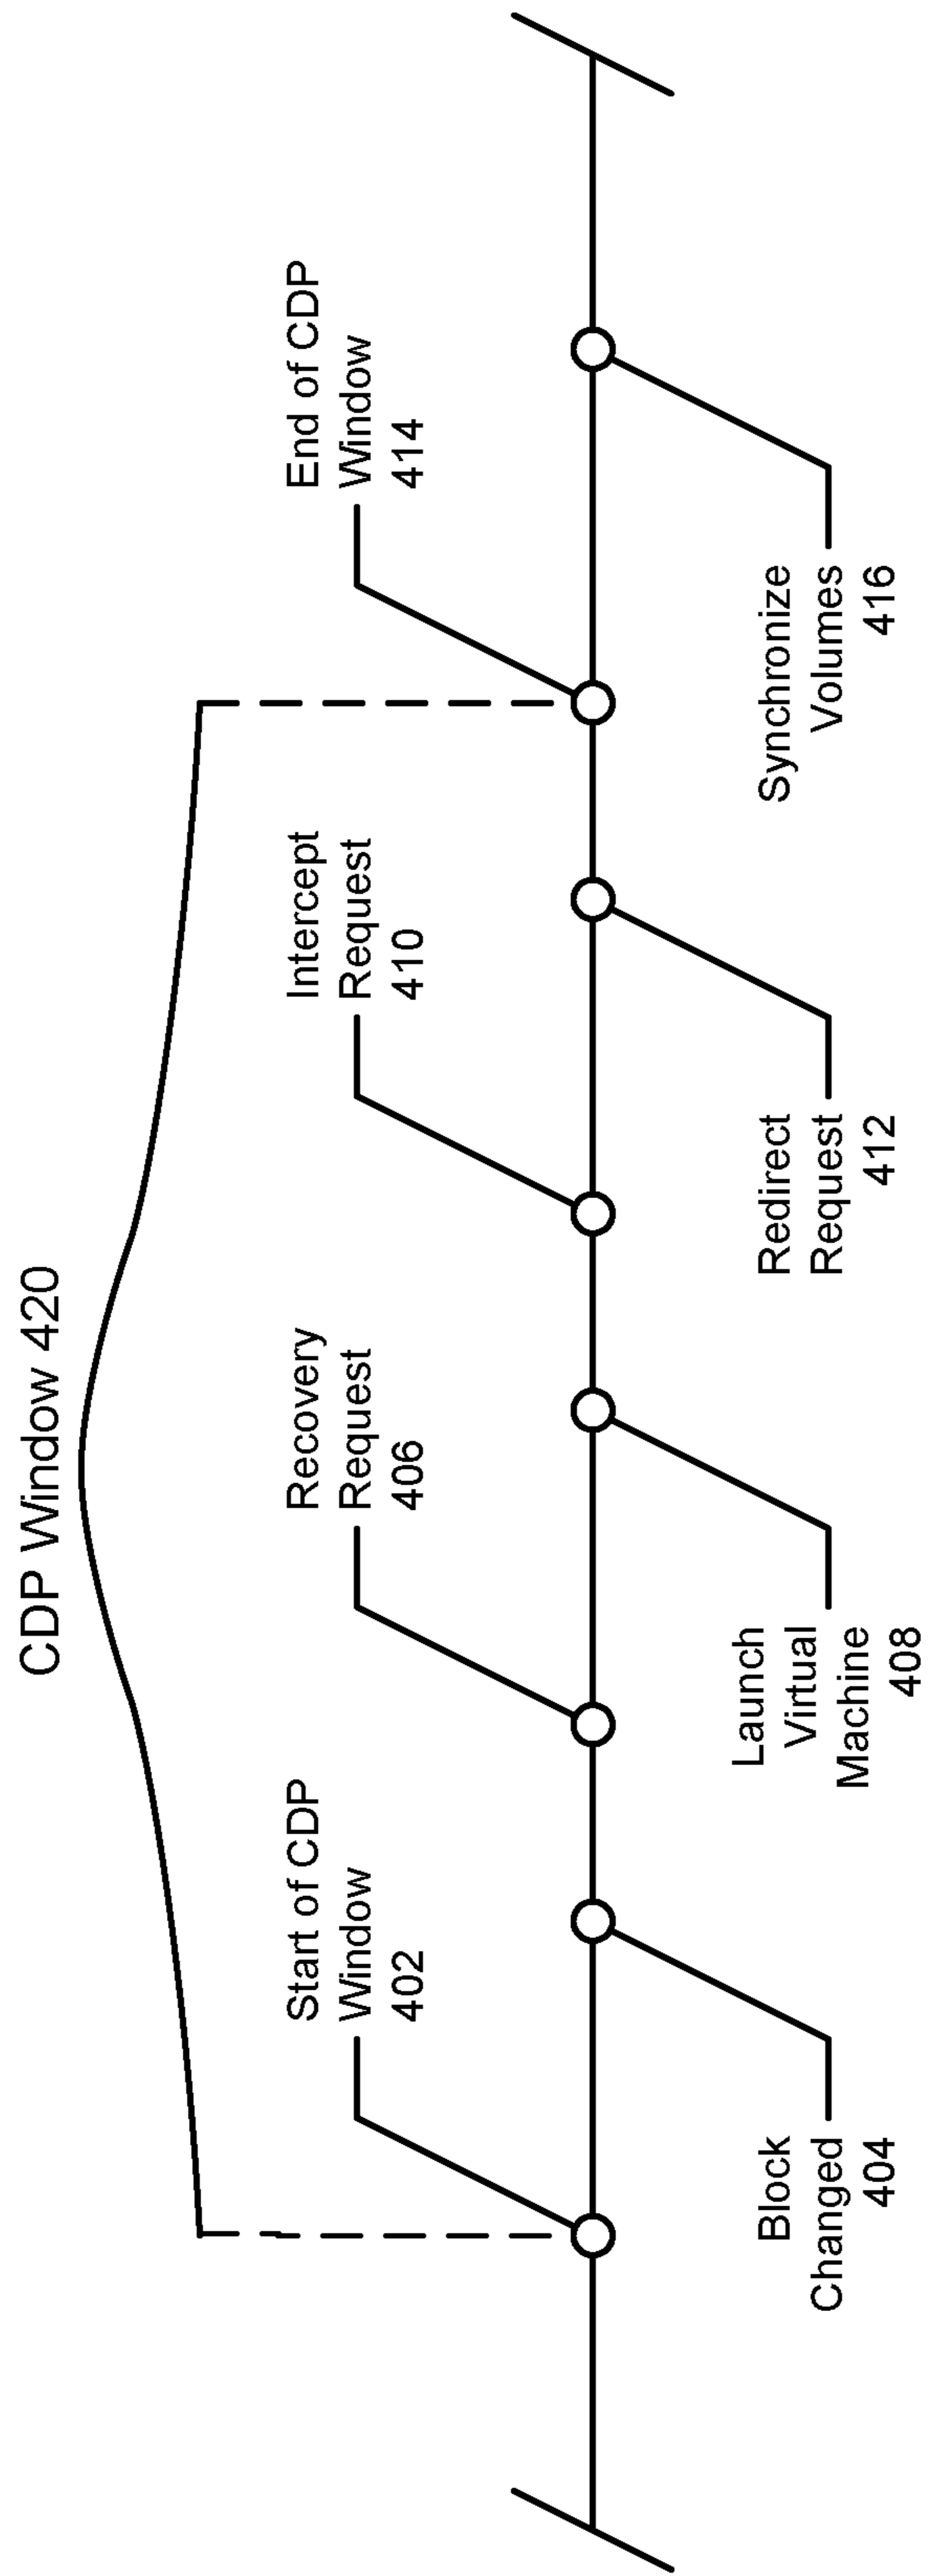 CDP Window 420
Start of CDP
Window
402
Recovery
Request
406
Intercept
Request
410
End of CDP
Window
414
Block
Changed
404
Launch
Virtual
Machine
408
Redirect
Request
412
Synchronize
Volumes
416